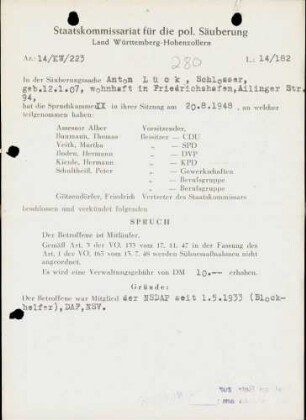 Staatskommissariat für die pol. Säuberung
Land Württemberg-Hohenzollern
Az.: 14/KW/223
L.: 14/182
280
In der Säuberungssache Anton L ü c k , Schlosser,
geb.12.1.07, wohnhaft in Friedrichshafen,Ailinger Str.
94,
hat die Spruchkammer IX in ihrer Sitzung am 20.8.1948 , an welcher
teilgenommen haben:
Assessor Alber Vorsitzender,
Baumann, Thomas Beisitzer — CDU
Veith, Martha „ — SPD
Boden, Hermann „ — DVP
Kienle, Hermann „ — KPD
Schultheiß, Peter „ — Gewerkschaften
„ — Berufsgruppe
„ — Berufsgruppe
Götzendörfer, Friedrich Vertreter des Staatskommissars
beschlossen und verkündet folgenden
SPRUCH
Der Betroffene ist Mitläufer.
Gemäß Art. 3 der VO. 133 vom 17. 11. 47 in der Fassung des
Art. 1 der VO. 165 vom 13. 7. 48 werden Sühnemaßnahmen nicht
angeordnet.
Es wird eine Verwaltungsgebühr von DM 10.-- erhoben.
Gründe:
Der Betroffene war Mitglied der NSDAP seit 1.5.1933 (Block-
helfer),DAF,NSV.